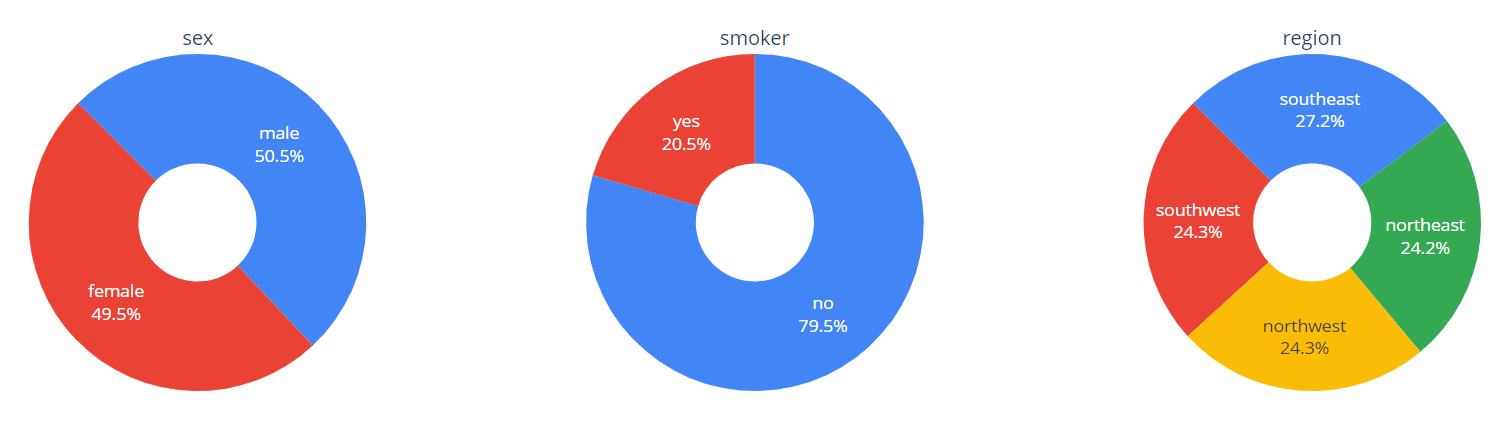 sex
male
50.5%
female
49.5%
smoker
yes
20.5%
no
79.5%
region
southeast
27.2%
southwest
24.3%
northeast
24.2%
northwest
24.3%